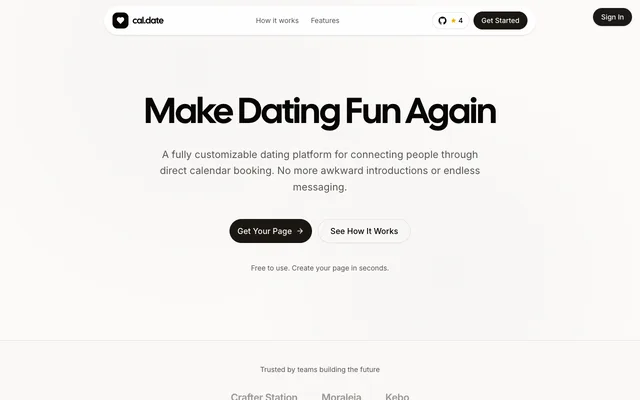 cal.date
How it works
Features
4
Get Started
Sign In
Make Dating Fun Again
A fully customizable dating platform for connecting people through
direct calendar booking. No more awkward introductions or endless
messaging.
Get Your Page →
See How It Works
Free to use. Create your page in seconds.
Trusted by teams building the future
Crafter Station
Moraleja
Kebo